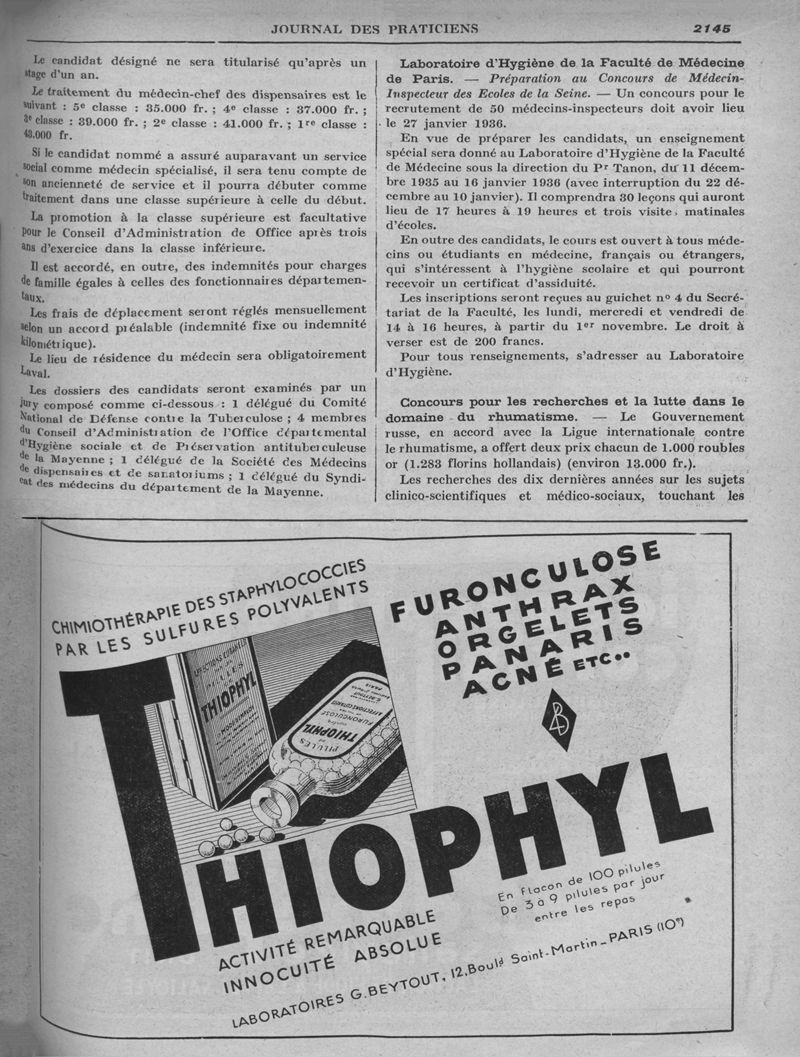 JOURNAL DES PRATICIENS
2145
Le candidat désigné ne sera titularisé qu'après un
stage d'un an.
Le traitement du médecin-chef des dispensaires est le
suivant : 5e classe : 35.000 fr. ; 4e classe : 37.000 fr. ;
3e classe : 39.000 fr. ; 2e classe : 41.000 fr. ; 1re classe :
43.000 fr.
Si le candidat nommé a assuré auparavant un service
social comme médecin spécialisé, il sera tenu compte de
son ancienneté de service et il pourra débuter comme
traitement dans une classe supérieure à celle du début.
La promotion à la classe supérieure est facultative
pour le Conseil d'Administration de Office après trois
ans d'exercice dans la classe inférieure.
Il est accordé, en outre, des indemnités pour charges
de famille égales à celles des fonctionnaires départemen-
taux.
Les frais de déplacement seront réglés mensuellement
selon un accord préalable (indemnité fixe ou indemnité
kilométrique).
Le lieu de résidence du médecin sera obligatoirement
Laval.
Les dossiers des candidats seront examinés par un
jury composé comme ci-dessous : 1 délégué du Comité
National de Défense contre la Tuberculose ; 4 membres
du Conseil d'Administration de l'Office départemental
d'Hygiène sociale et de Préservation antituberculeuse
de la Mayenne ; 1 délégué de la Société des Médecins
de dispensaires et de sanatoriums ; 1 délégué du Syndi-
cat des médecins du département de la Mayenne.
Laboratoire d'Hygiène de la Faculté de Médecine
de Paris. — Préparation au Concours de Médecin-
Inspecteur des Ecoles de la Seine. — Un concours pour le
recrutement de 50 médecins-inspecteurs doit avoir lieu
le 27 janvier 1936.
En vue de préparer les candidats, un enseignement
spécial sera donné au Laboratoire d'Hygiène de la Faculté
de Médecine sous la direction du Pr Tanon, du 11 décem-
bre 1935 au 16 janvier 1936 (avec interruption du 22 dé-
cembre au 10 janvier). Il comprendra 30 leçons qui auront
lieu de 17 heures à 19 heures et trois visites matinales
d'écoles.
En outre des candidats, le cours est ouvert à tous méde-
cins ou étudiants en médecine, français ou étrangers,
qui s'intéressent à l'hygiène scolaire et qui pourront
recevoir un certificat d'assiduité.
Les inscriptions seront reçues au guichet no 4 du Secré-
tariat de la Faculté, les lundi, mercredi et vendredi de
14 à 16 heures, à partir du 1er novembre. Le droit à
verser est de 200 francs.
Pour tous renseignements, s'adresser au Laboratoire
d'Hygiène.
Concours pour les recherches et la lutte dans le
domaine du rhumatisme. — Le Gouvernement
russe, en accord avec la Ligue internationale contre
le rhumatisme, a offert deux prix chacun de 1.000 roubles
or (1.283 florins hollandais) (environ 13.000 fr.).
Les recherches des dix dernières années sur les sujets
clinico-scientifiques et médico-sociaux, touchant les
CHIMIOTHÉRAPIE DES STAPHYLOCOCCIES
PAR LES SULFURES POLYVALENTS
FURONCULOSE
ANTHRAX
ORGELETS
PANARIS
ACNÉ ETC..
PILULES
THIOPHYL
PILULES
THIOPHYL
FURONCULOSE
AFFECTIONS CUTANÉES
G. BEYTOUT
PARIS
THIOPHYL
ACTIVITÉ REMARQUABLE
INNOCUITÉ ABSOLUE
En flacon de 100 pilules
De 3 à 9 pilules par jour
entre les repas
LABORATOIRES G. BEYTOUT, 12, Bould Saint-Martin _ PARIS (10e)